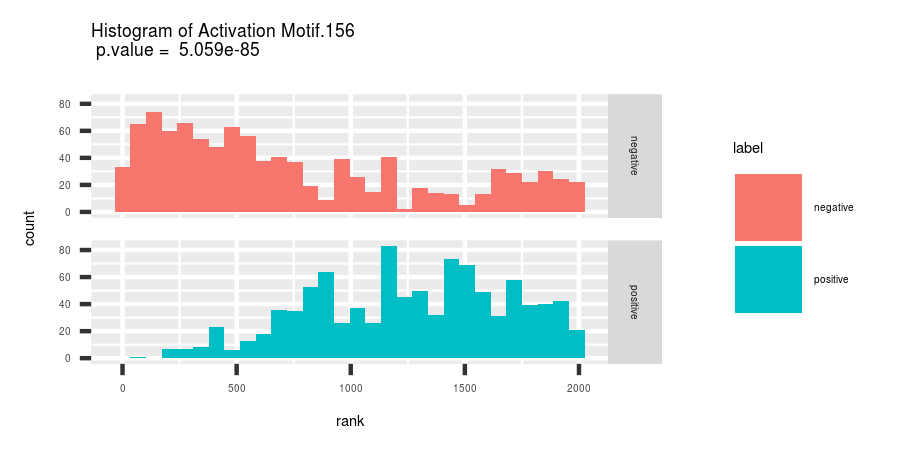 Histogram of Activation Motif.156
p.value = 5.059e-85
80
60
40
20
0
negative
80
60
40
20
0
positive
0 500 1000 1500 2000
rank
count
label
negative
positive